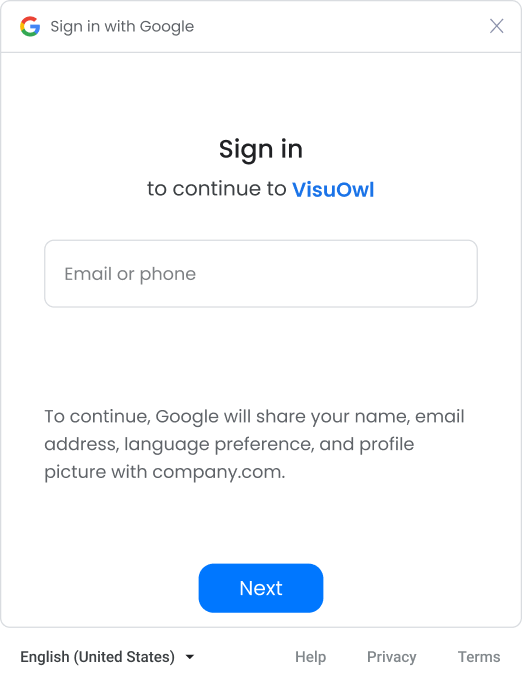 Sign in with Google
Sign in
to continue to VisuOwl
Email or phone
To continue, Google will share your name, email
address, language preference, and profile
picture with company.com.
Next
English (United States) Help Privacy Terms